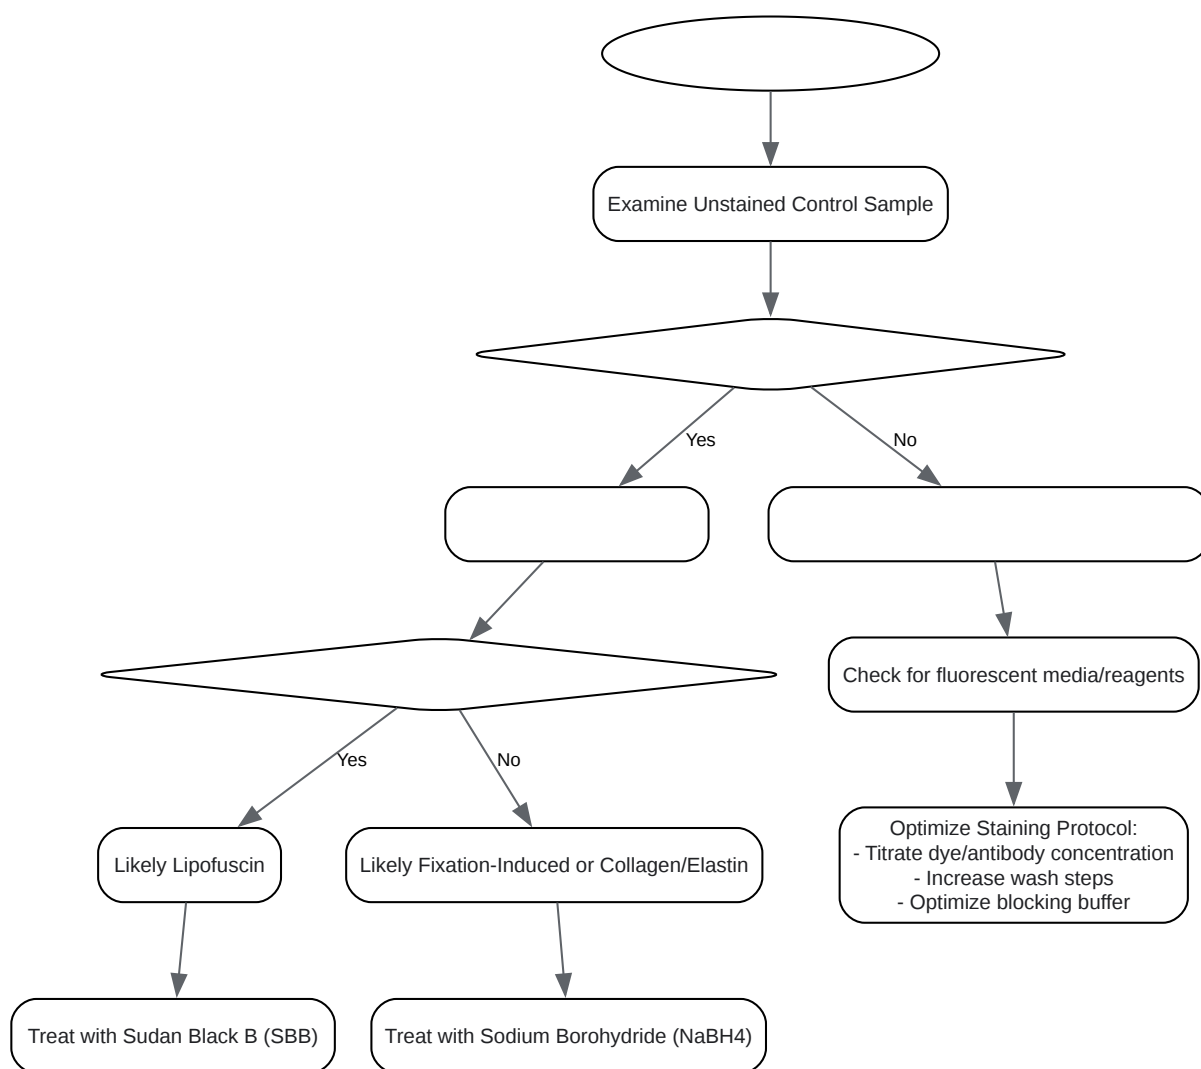 Examine Unstained Control Sample
Yes
No
Check for fluorescent media/reagents
Yes
No
Optimize Staining Protocol:
- Titrate dye/antibody concentration
- Increase wash steps
- Optimize blocking buffer
Likely Lipofuscin
Likely Fixation-Induced or Collagen/Elastin
Treat with Sudan Black B (SBB)
Treat with Sodium Borohydride (NaBH4)